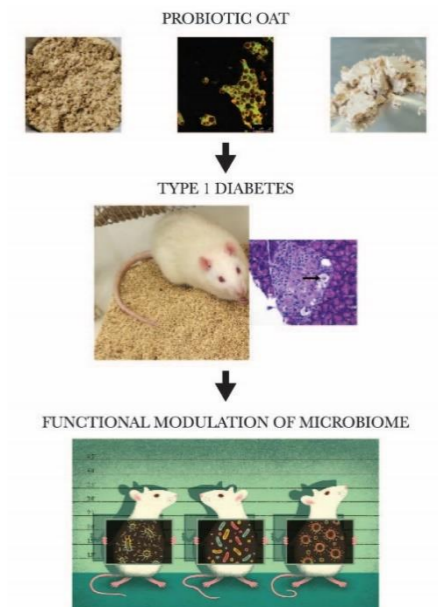 PROBIOTIC OAT
TYPE 1 DIABETES
FUNCTIONAL MODULATION OF MICROBIOME